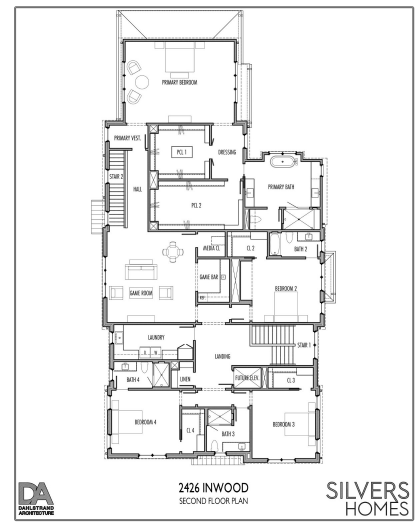 PRIMARY BEDROOM
PRIMARY VEST.
PCL 1
DRESSING
STAIR 2
HALL
PCL 2
PRIMARY BATH
MEDIA CL.
CL 2
BATH 2
GAME BAR
GAME ROOM
BEDROOM 2
LAUNDRY
LANDING
STAIR 1
BATH 4
LINEN
FUTURE ELEV.
CL 3
BEDROOM 4
CL 4
BATH 3
BEDROOM 3
DA
DAHLSTRAND
ARCHITECTURE
2426 INWOOD
SECOND FLOOR PLAN
SILVERS
HOMES